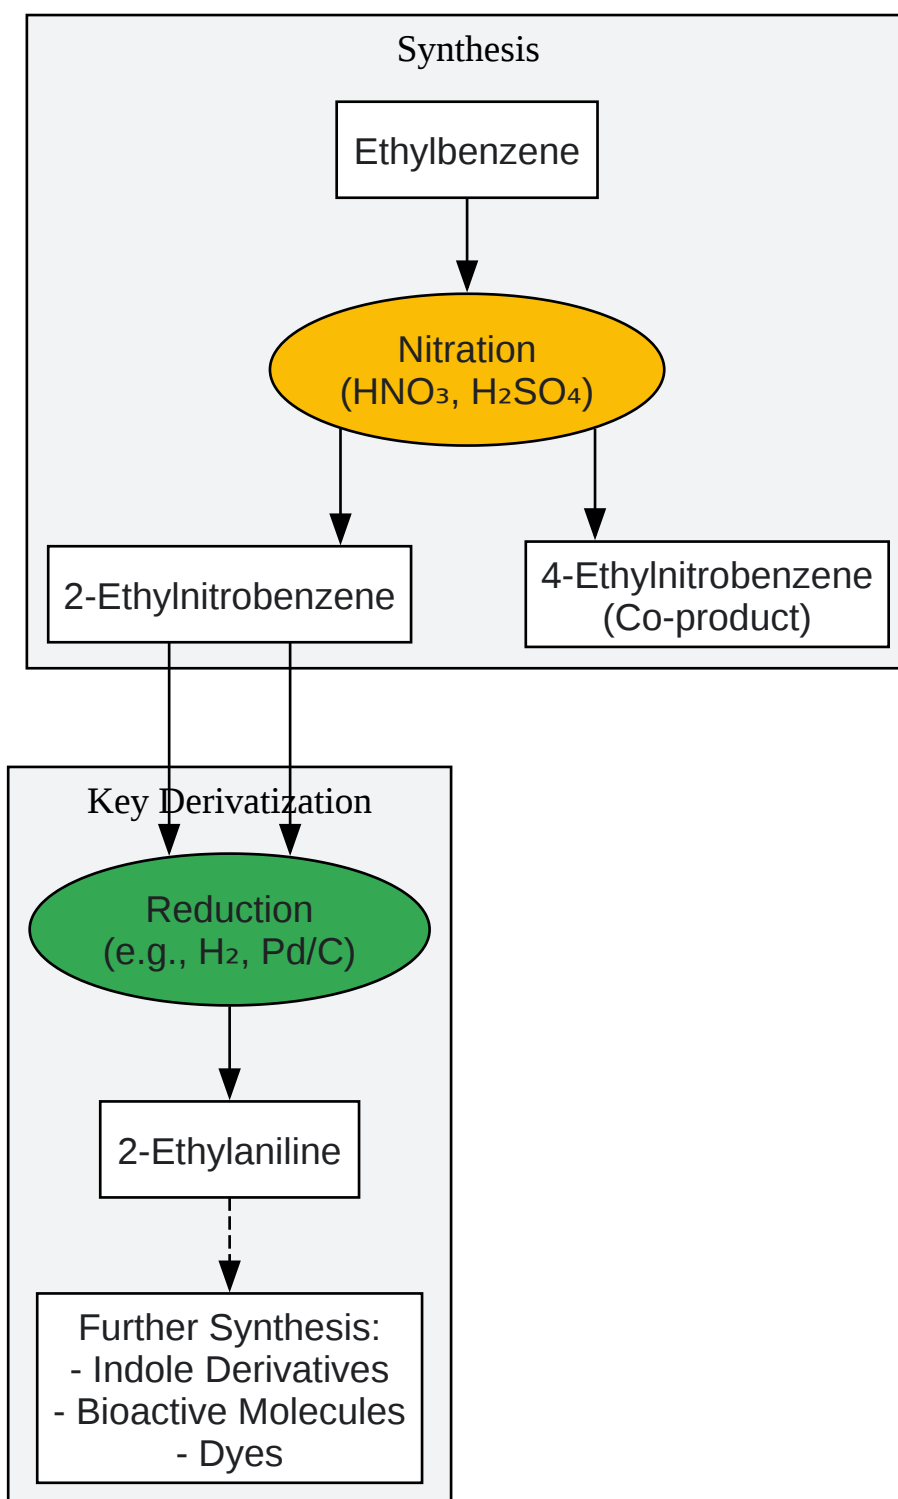 Synthesis
Ethylbenzene
Nitration
(HNO₃, H₂SO₄)
2-Ethylnitrobenzene
4-Ethylnitrobenzene
(Co-product)
Key Derivatization
Reduction
(e.g., H₂, Pd/C)
2-Ethylaniline
Further Synthesis:
- Indole Derivatives
- Bioactive Molecules
- Dyes